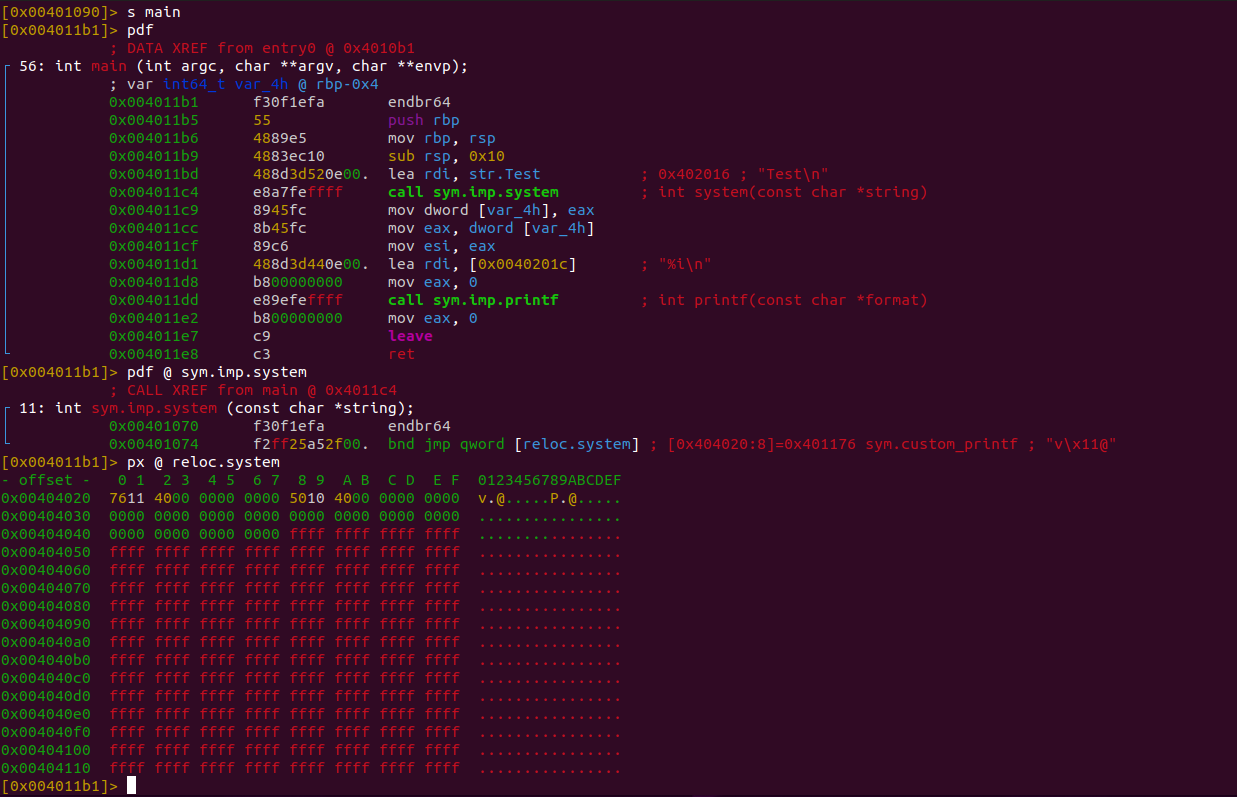 [0x00401090]> s main
[0x004011b1]> pdf
; DATA XREF from entry0 @ 0x4010b1
56: int main (int argc, char **argv, char **envp);
; var int64_t var_4h @ rbp-0x4
0x004011b1 f30f1efa endbr64
0x004011b5 55 push rbp
0x004011b6 4889e5 mov rbp, rsp
0x004011b9 4883ec10 sub rsp, 0x10
0x004011bd 488d3d520e00. lea rdi, str.Test ; 0x402016 ; "Test\n"
0x004011c4 e8a7feffff call sym.imp.system ; int system(const char *string)
0x004011c9 8945fc mov dword [var_4h], eax
0x004011cc 8b45fc mov eax, dword [var_4h]
0x004011cf 89c6 mov esi, eax
0x004011d1 488d3d440e00. lea rdi, [0x0040201c] ; "%i\n"
0x004011d8 b800000000 mov eax, 0
0x004011dd e89efeffff call sym.imp.printf ; int printf(const char *format)
0x004011e2 b800000000 mov eax, 0
0x004011e7 c9 leave
0x004011e8 c3 ret
[0x004011b1]> pdf @ sym.imp.system
; CALL XREF from main @ 0x4011c4
11: int sym.imp.system (const char *string);
0x00401070 f30f1efa endbr64
0x00401074 f2ff25a52f00. bnd jmp qword [reloc.system] ; [0x404020:8]=0x401176 sym.custom_printf ; "v\x11@"
[0x004011b1]> px @ reloc.system
- offset - 0 1 2 3 4 5 6 7 8 9 A B C D E F 0123456789ABCDEF
0x00404020 7611 4000 0000 0000 5010 4000 0000 0000 v.@.....P.@.....
0x00404030 0000 0000 0000 0000 0000 0000 0000 0000 ................
0x00404040 0000 0000 0000 0000 ffff ffff ffff ffff ................
0x00404050 ffff ffff ffff ffff ffff ffff ffff ffff ................
0x00404060 ffff ffff ffff ffff ffff ffff ffff ffff ................
0x00404070 ffff ffff ffff ffff ffff ffff ffff ffff ................
0x00404080 ffff ffff ffff ffff ffff ffff ffff ffff ................
0x00404090 ffff ffff ffff ffff ffff ffff ffff ffff ................
0x004040a0 ffff ffff ffff ffff ffff ffff ffff ffff ................
0x004040b0 ffff ffff ffff ffff ffff ffff ffff ffff ................
0x004040c0 ffff ffff ffff ffff ffff ffff ffff ffff ................
0x004040d0 ffff ffff ffff ffff ffff ffff ffff ffff ................
0x004040e0 ffff ffff ffff ffff ffff ffff ffff ffff ................
0x004040f0 ffff ffff ffff ffff ffff ffff ffff ffff ................
0x00404100 ffff ffff ffff ffff ffff ffff ffff ffff ................
0x00404110 ffff ffff ffff ffff ffff ffff ffff ffff ................
[0x004011b1]>